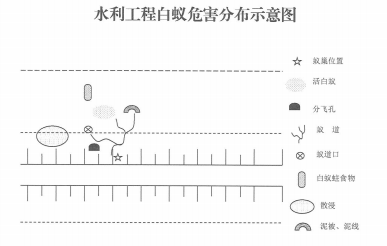 水利工程白蚁危害分布示意图
蚁巢位置
活白蚁
分飞孔
蚁 道
蚁道口
白蚁蛀食物
散浸
泥被、泥线